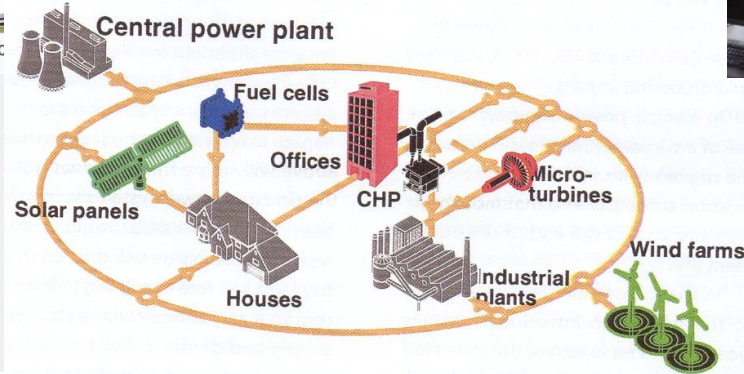 Central power plant
Fuel cells
Offices
CHP
Micro-
turbines
Solar panels
Wind farms
Houses
Industrial
plants